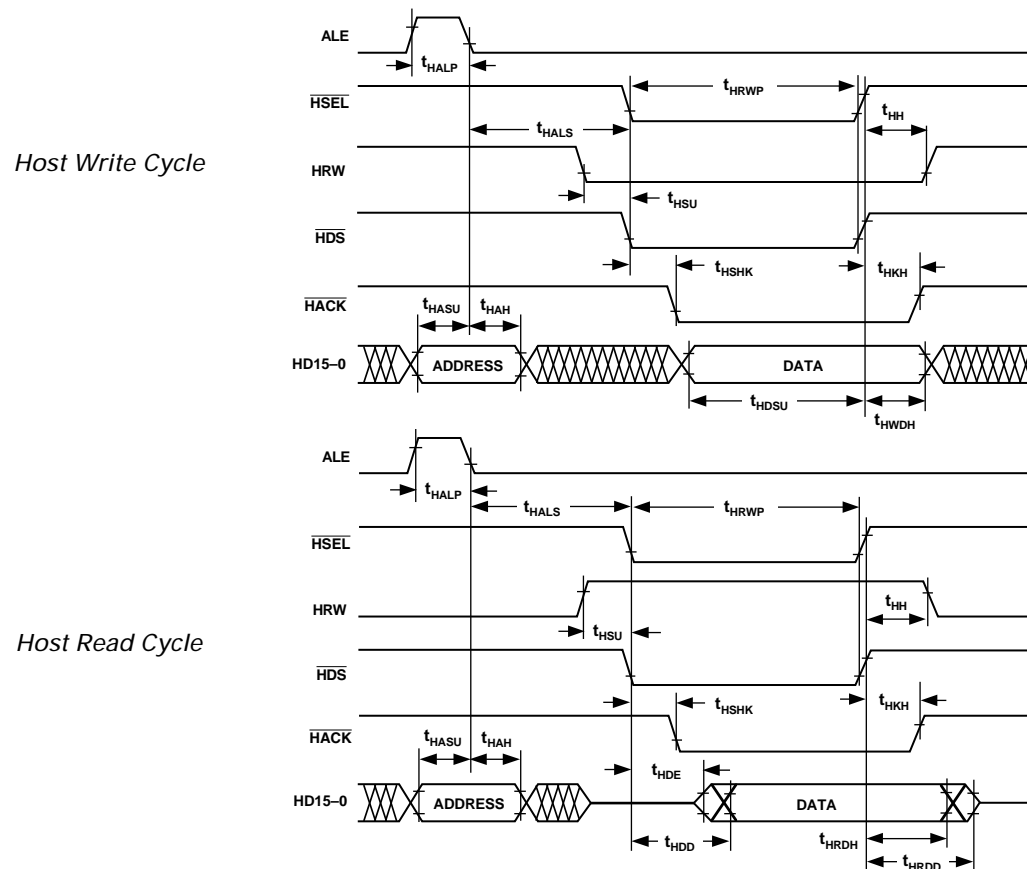 Host Write Cycle
ALE
tHALP
HSEL
tHRWP
tHH
tHALS
HRW
tHSU
HDS
tHSHK
tHKH
HACK
tHASU
tHAH
HD15–0
ADDRESS
DATA
tHDSU
tHWDH
Host Read Cycle
ALE
tHALP
tHALS
tHRWP
HSEL
HRW
tHH
tHSU
HDS
tHSHK
tHKH
HACK
tHASU
tHAH
tHDE
HD15–0
ADDRESS
DATA
tHDD
tHRDH
tHRDD